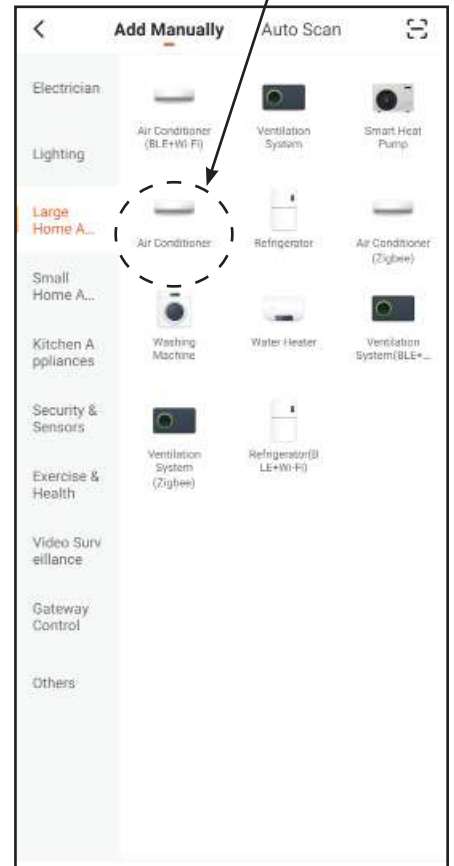 Add Manually
Auto Scan
Electrician
Lighting
Large
Home A...
Small
Home A...
Kitchen A
ppliances
Security &
Sensors
Exercise &
Health
Video Surv
eillance
Gateway
Control
Others
Air Conditioner
(BLE+Wi Fi)
Ventilation
System
Smart Heat
Pump
Air Conditioner
Refrigerator
Air Conditioner
(Zigbee)
Washing
Machine
Water Heater
Ventilation
System(BLE+...
Ventilation
System
(Zigbee)
Refrigerator(B
LE+Wi-Fi)